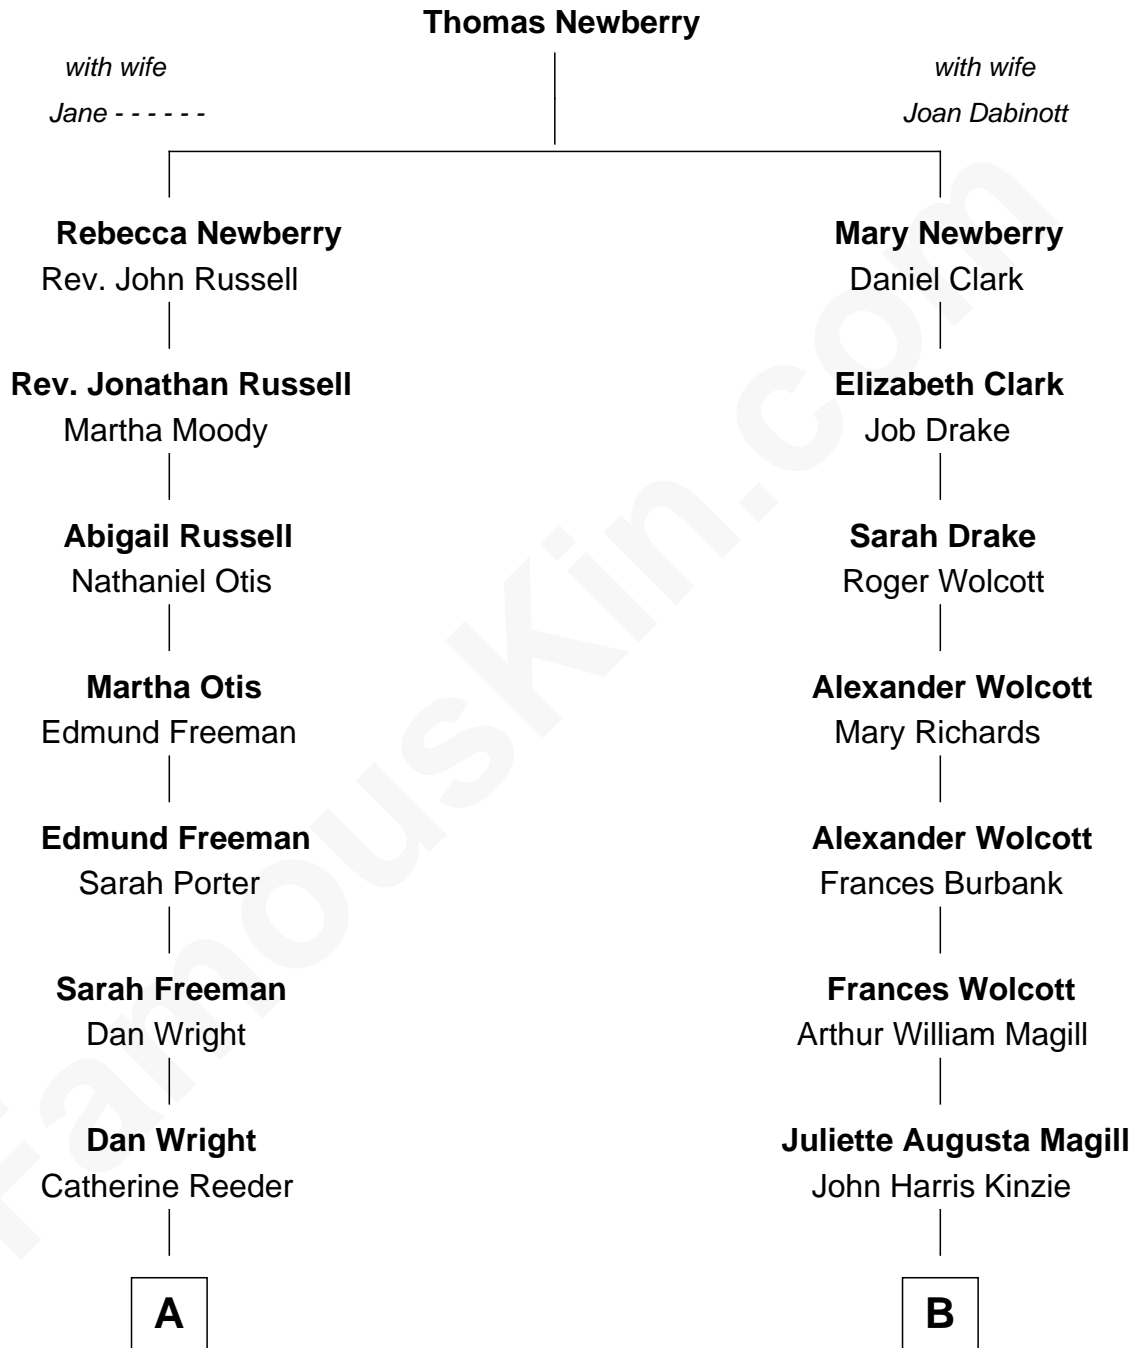 Thomas Newberry
with wife
Jane - - - - - -
with wife
Joan Dabinott
Rebecca Newberry
Rev. John Russell
Mary Newberry
Daniel Clark
Rev. Jonathan Russell
Martha Moody
Elizabeth Clark
Job Drake
Abigail Russell
Nathaniel Otis
Sarah Drake
Roger Wolcott
Martha Otis
Edmund Freeman
Alexander Wolcott
Mary Richards
Edmund Freeman
Sarah Porter
Alexander Wolcott
Frances Burbank
Sarah Freeman
Dan Wright
Frances Wolcott
Arthur William Magill
Dan Wright
Catherine Reeder
Juliette Augusta Magill
John Harris Kinzie
A
B
FamousKin.com